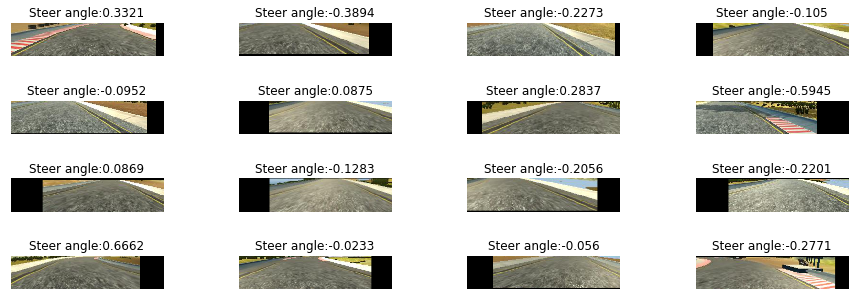 Steer angle:0.3321
Steer angle:-0.3894
Steer angle:-0.2273
Steer angle:-0.105
Steer angle:-0.0952
Steer angle:0.0875
Steer angle:0.2837
Steer angle:-0.5945
Steer angle:0.0869
Steer angle:-0.1283
Steer angle:-0.2056
Steer angle:-0.2201
Steer angle:0.6662
Steer angle:-0.0233
Steer angle:-0.056
Steer angle:-0.2771